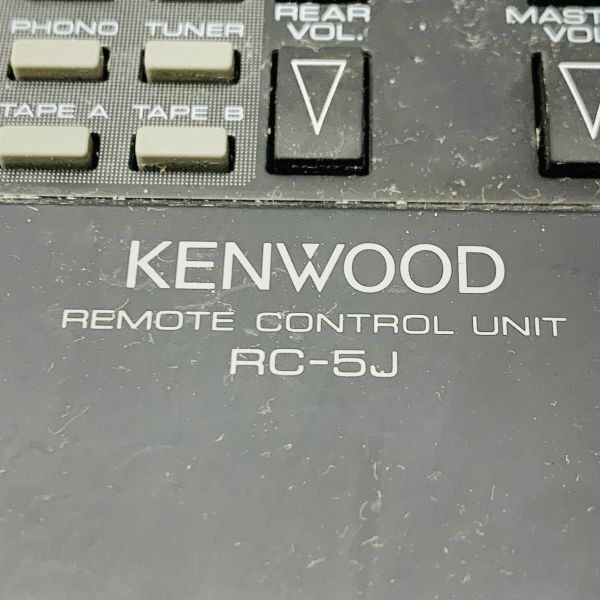 PHONO TUNER REAR VOL.
TAPE A TAPE B
KENWOOD
REMOTE CONTROL UNIT
RC-5J